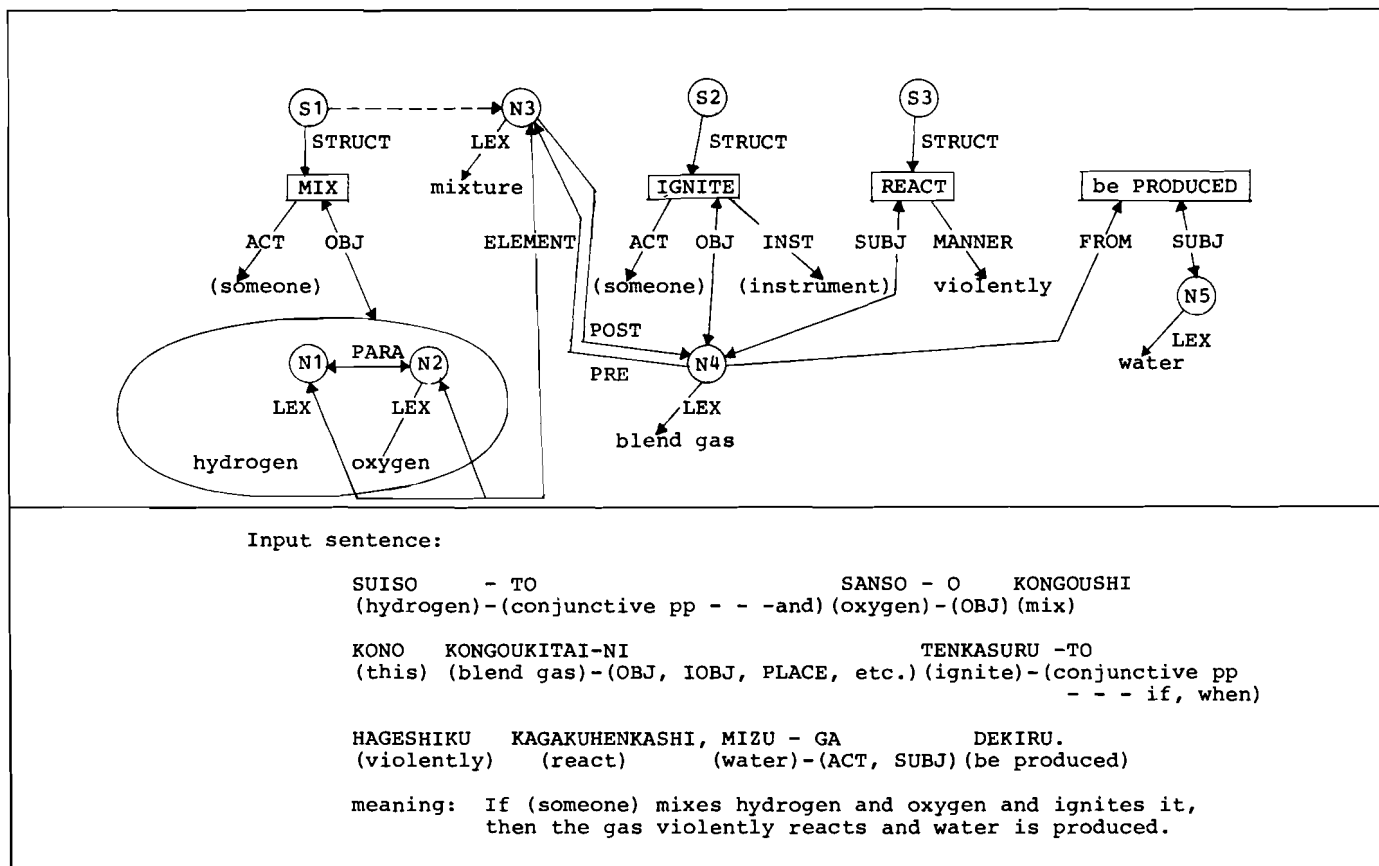 S1 N3 S2 S3
STRUCT LEX STRUCT STRUCT
MIX mixture IGNITE REACT be PRODUCED
ACT OBJ ELEMENT ACT OBJ INST SUBJ MANNER FROM SUBJ
(someone) (someone) (instrument) violently N5
POST LEX
N1 PARA N2 PRE N4 water
LEX LEX LEX
blend gas
hydrogen oxygen
Input sentence:
SUISO - TO SANSO - O KONGOUSHI
(hydrogen)-(conjunctive pp - - -and)(oxygen)-(OBJ)(mix)
KONO KONGOUKITAI-NI TENKASURU -TO
(this) (blend gas)-(OBJ, IOBJ, PLACE, etc.)(ignite)-(conjunctive pp
- - - if, when)
HAGESHIKU KAGAKUHENKASHI, MIZU - GA DEKIRU.
(violently) (react) (water)-(ACT, SUBJ)(be produced)
meaning: If (someone) mixes hydrogen and oxygen and ignites it,
then the gas violently reacts and water is produced.